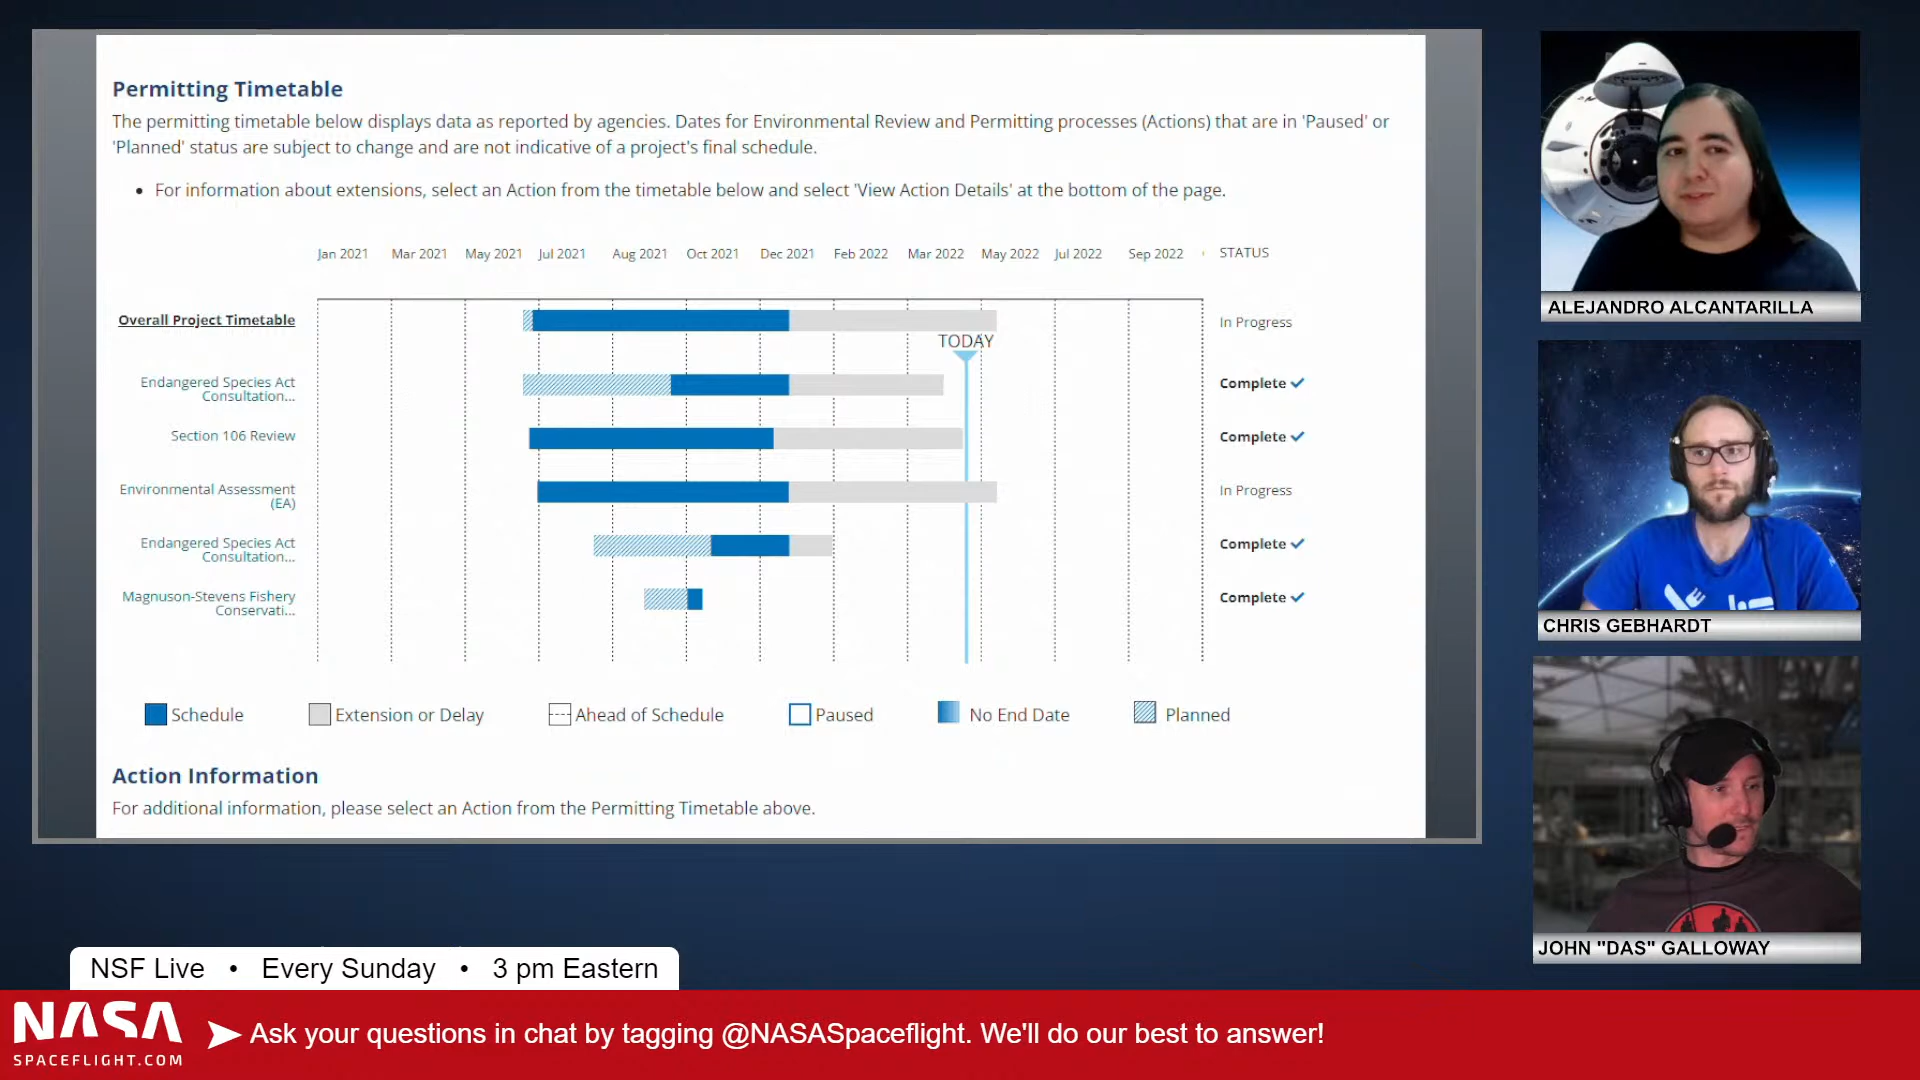 Permitting Timetable
The permitting timetable below displays data as reported by agencies. Dates for Environmental Review and Permitting processes (Actions) that are in 'Paused' or
'Planned' status are subject to change and are not indicative of a project's final schedule.
• For information about extensions, select an Action from the timetable below and select 'View Action Details' at the bottom of the page.
Jan 2021 Mar 2021 May 2021 Jul 2021 Aug 2021 Oct 2021 Dec 2021 Feb 2022 Mar 2022 May 2022 Jul 2022 Sep 2022 STATUS
Overall Project Timetable In Progress
TODAY
Endangered Species Act
Consultation... Complete ✓
Section 106 Review Complete ✓
Environmental Assessment
(EA) In Progress
Endangered Species Act
Consultation... Complete ✓
Magnuson-Stevens Fishery
Conservati... Complete ✓
Schedule Extension or Delay Ahead of Schedule Paused No End Date Planned
Action Information
For additional information, please select an Action from the Permitting Timetable above.
ALEJANDRO ALCANTARILLA
CHRIS GEBHARDT
JOHN "DAS" GALLOWAY
NSF Live • Every Sunday • 3 pm Eastern
NASA
SPACEFLIGHT.COM
Ask your questions in chat by tagging @NASASpaceflight. We'll do our best to answer!